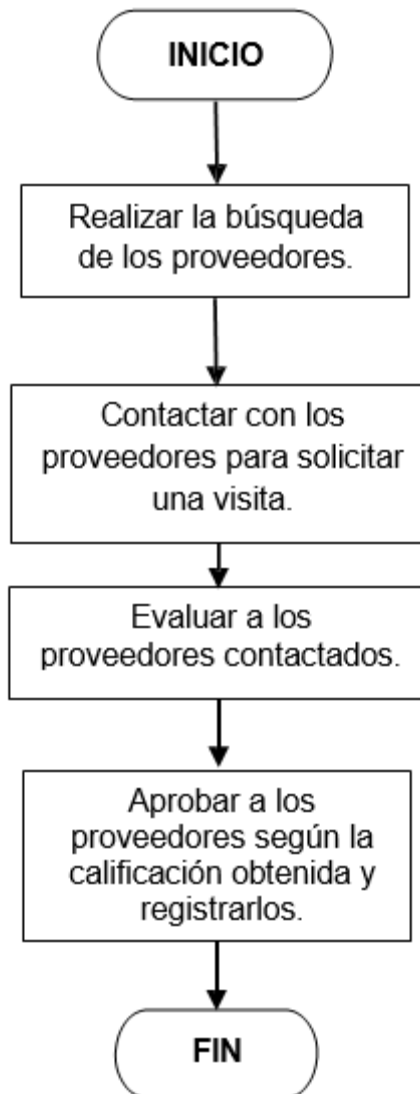 INICIO
Realizar la búsqueda
de los proveedores.
Contactar con los
proveedores para solicitar
una visita.
Evaluar a los
proveedores contactados.
Aprobar a los
proveedores según la
calificación obtenida y
registrarlos.
FIN